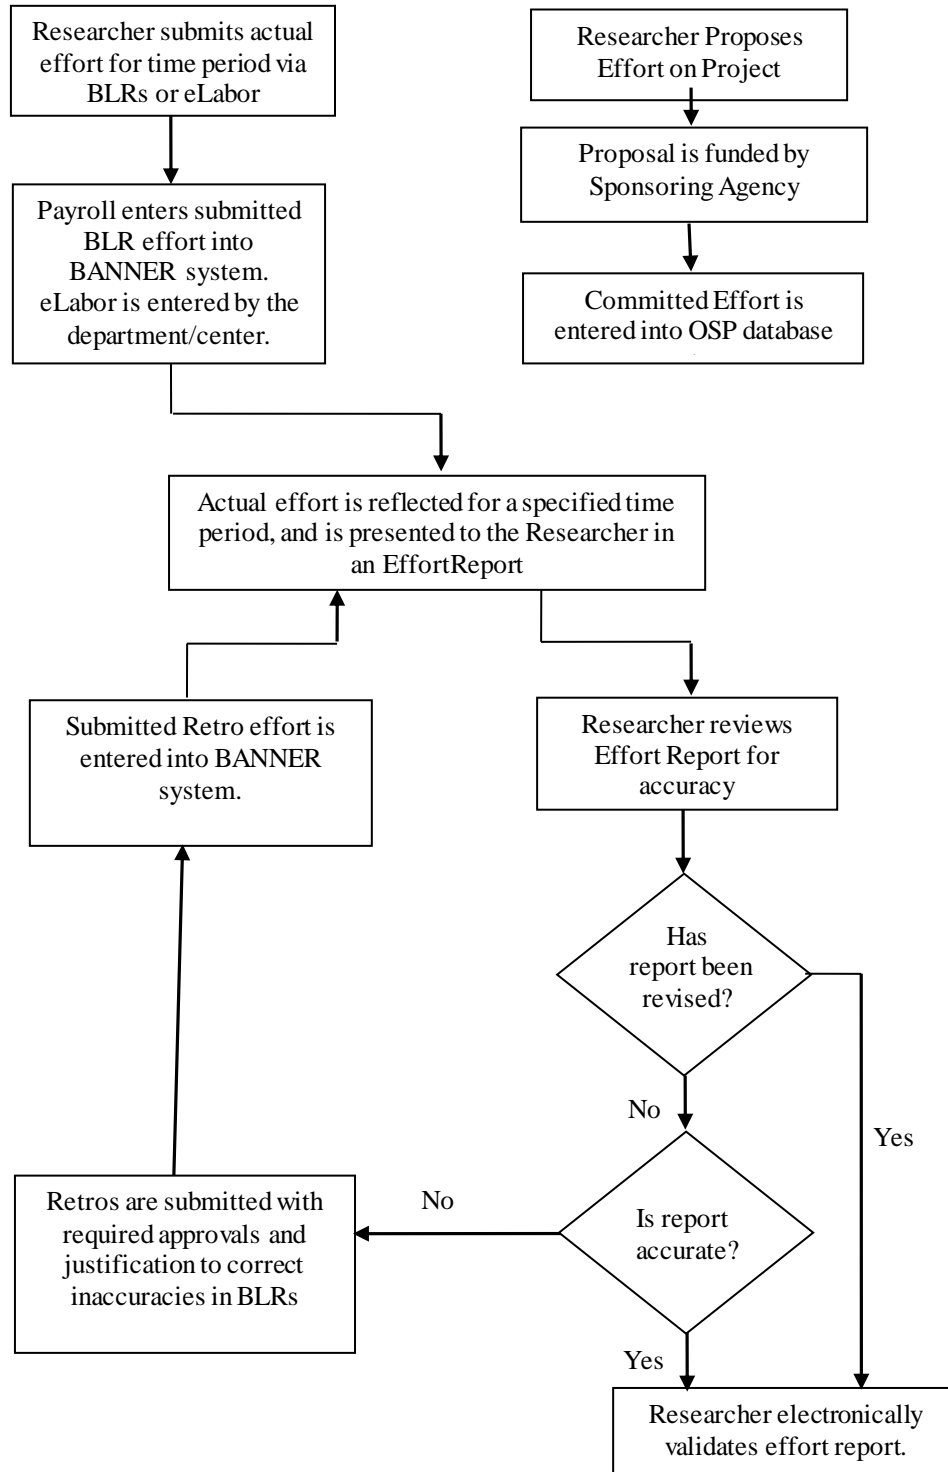 Researcher submits actual
effort for time period via
BLRs or eLabor
Researcher Proposes
Effort on Project
Proposal is funded by
Sponsoring Agency
Payroll enters submitted
BLR effort into
BANNER system.
eLabor is entered by the
department/center.
Committed Effort is
entered into OSP database
Actual effort is reflected for a specified time
period, and is presented to the Researcher in
an EffortReport
Submitted Retro effort is
entered into BANNER
system.
Researcher reviews
Effort Report for
accuracy
Has
report been
revised?
No
Yes
Retros are submitted with
required approvals and
justification to correct
inaccuracies in BLRs
No
Is report
accurate?
Yes
Researcher electronically
validates effort report.